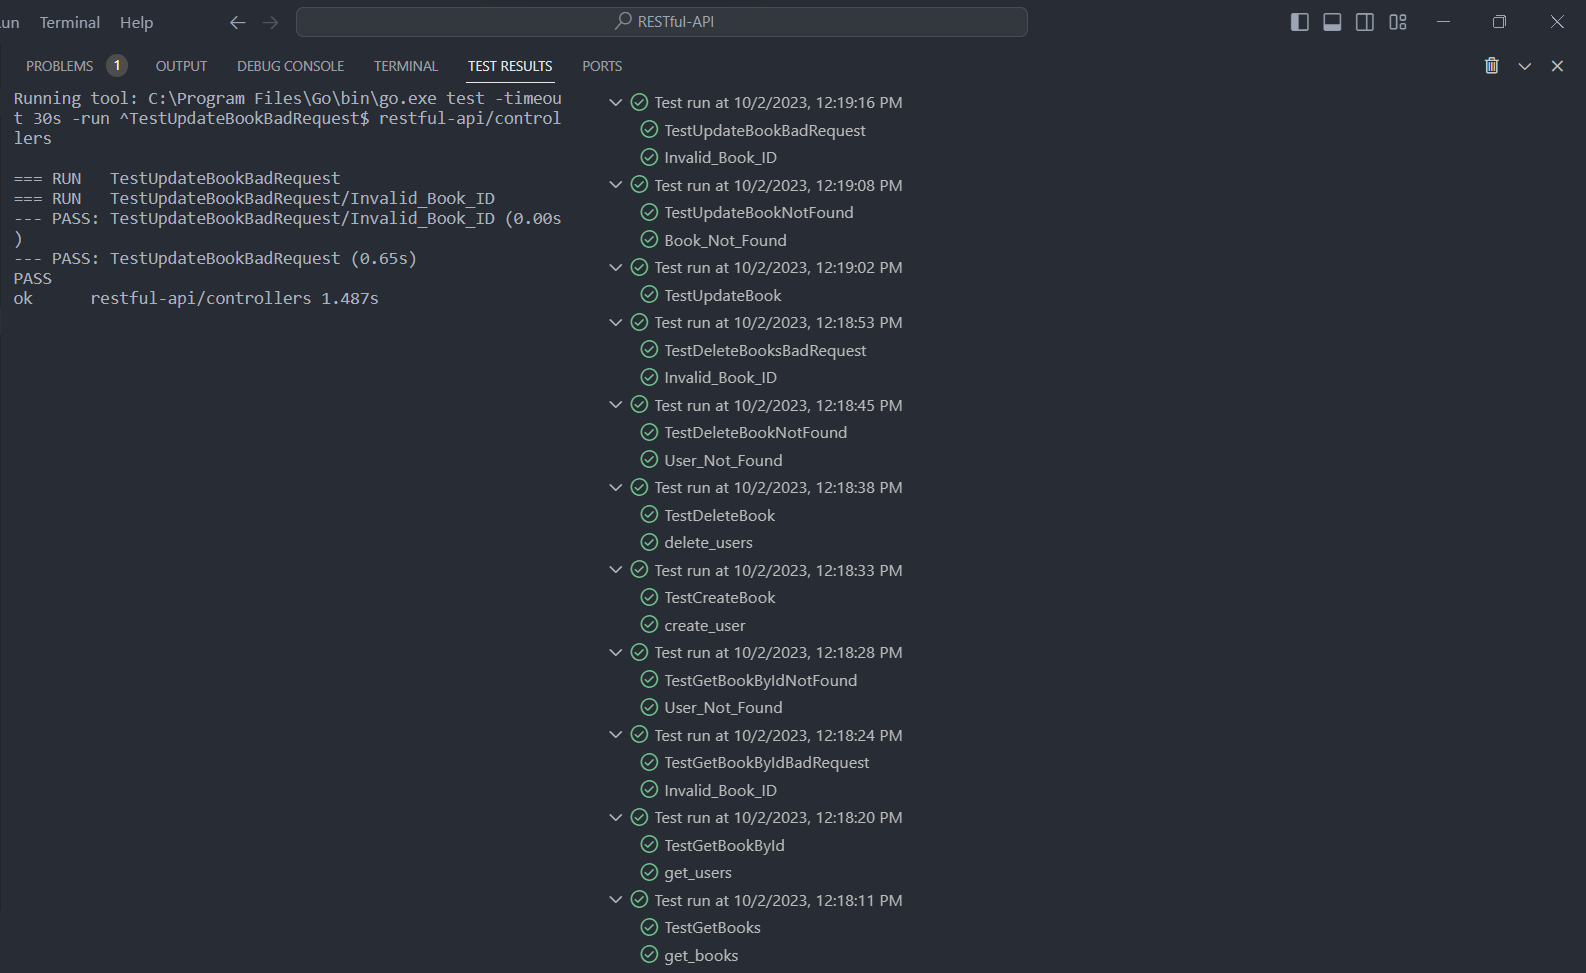 Terminal Help RESTful-API
PROBLEMS 1 OUTPUT DEBUG CONSOLE TERMINAL TEST RESULTS PORTS
Running tool: C:\Program Files\Go\bin\go.exe test -timeou
t 30s -run ^TestUpdateBookBadRequest$ restful-api/control
lers
=== RUN   TestUpdateBookBadRequest
=== RUN   TestUpdateBookBadRequest/Invalid_Book_ID
--- PASS: TestUpdateBookBadRequest/Invalid_Book_ID (0.00s
)
--- PASS: TestUpdateBookBadRequest (0.65s)
PASS
ok      restful-api/controllers 1.487s
Test run at 10/2/2023, 12:19:16 PM
TestUpdateBookBadRequest
Invalid_Book_ID
Test run at 10/2/2023, 12:19:08 PM
TestUpdateBookNotFound
Book_Not_Found
Test run at 10/2/2023, 12:19:02 PM
TestUpdateBook
Test run at 10/2/2023, 12:18:53 PM
TestDeleteBooksBadRequest
Invalid_Book_ID
Test run at 10/2/2023, 12:18:45 PM
TestDeleteBookNotFound
User_Not_Found
Test run at 10/2/2023, 12:18:38 PM
TestDeleteBook
delete_users
Test run at 10/2/2023, 12:18:33 PM
TestCreateBook
create_user
Test run at 10/2/2023, 12:18:28 PM
TestGetBookByIdNotFound
User_Not_Found
Test run at 10/2/2023, 12:18:24 PM
TestGetBookByIdBadRequest
Invalid_Book_ID
Test run at 10/2/2023, 12:18:20 PM
TestGetBookById
get_users
Test run at 10/2/2023, 12:18:11 PM
TestGetBooks
get_books